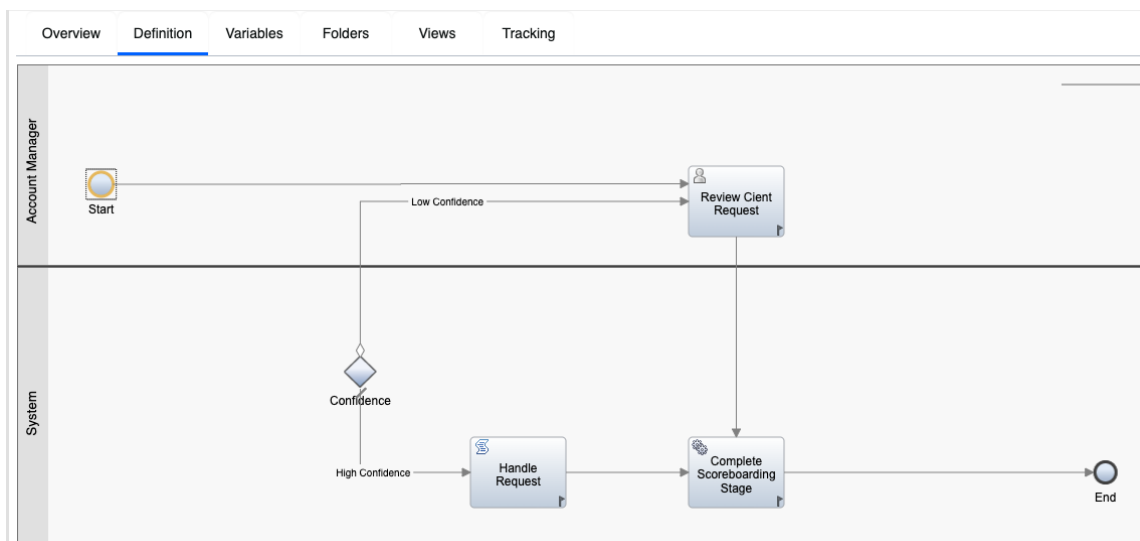 Overview Definition Variables Folders Views Tracking
Account Manager
Start
Low Confidence
Review Cient
Request
System
Confidence
High Confidence
Handle
Request
Complete
Scoreboarding
Stage
End